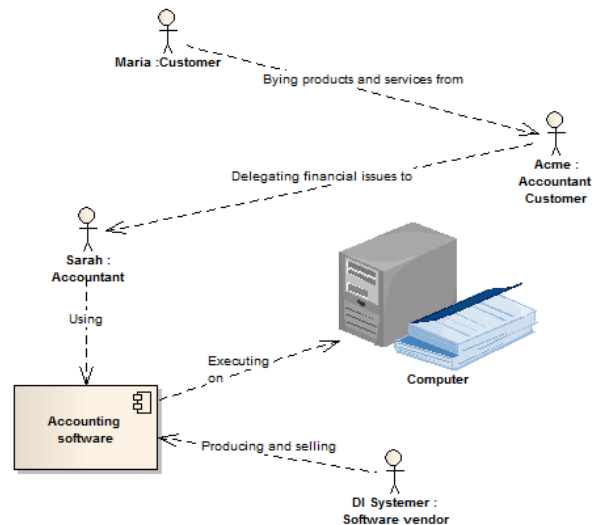 Maria :Customer
Bying products and services from
Acme :
Accountant
Customer
Delegating financial issues to
Sarah :
Accountant
Using
Executing
on
Computer
Accounting
software
Producing and selling
DI Systemer :
Software vendor